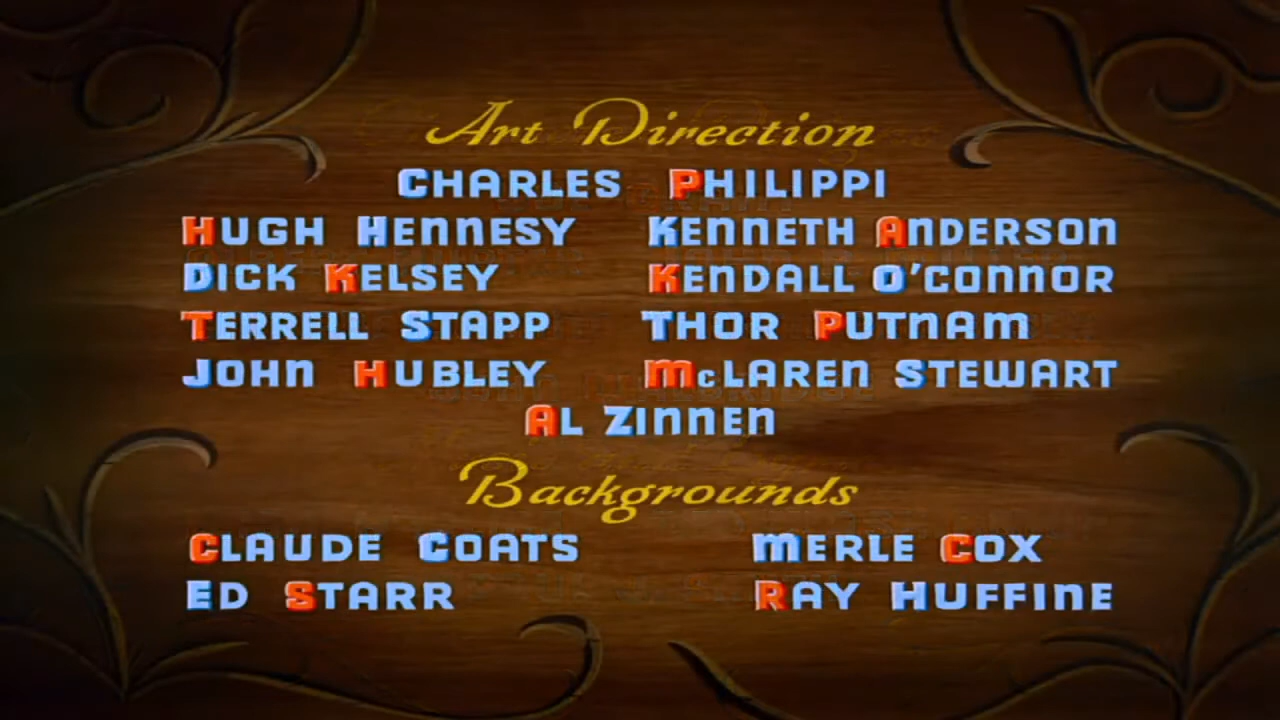 Art Direction
CHARLES PHILIPPI
HUGH HENNESY KENNETH ANDERSON
DICK KELSEY KENDALL O'CONNOR
TERRELL STAPP THOR PUTNAM
JOHN HUBLEY McLAREN STEWART
AL ZINNEN
Backgrounds
CLAUDE COATS MERLE COX
ED STARR RAY HUFFINE